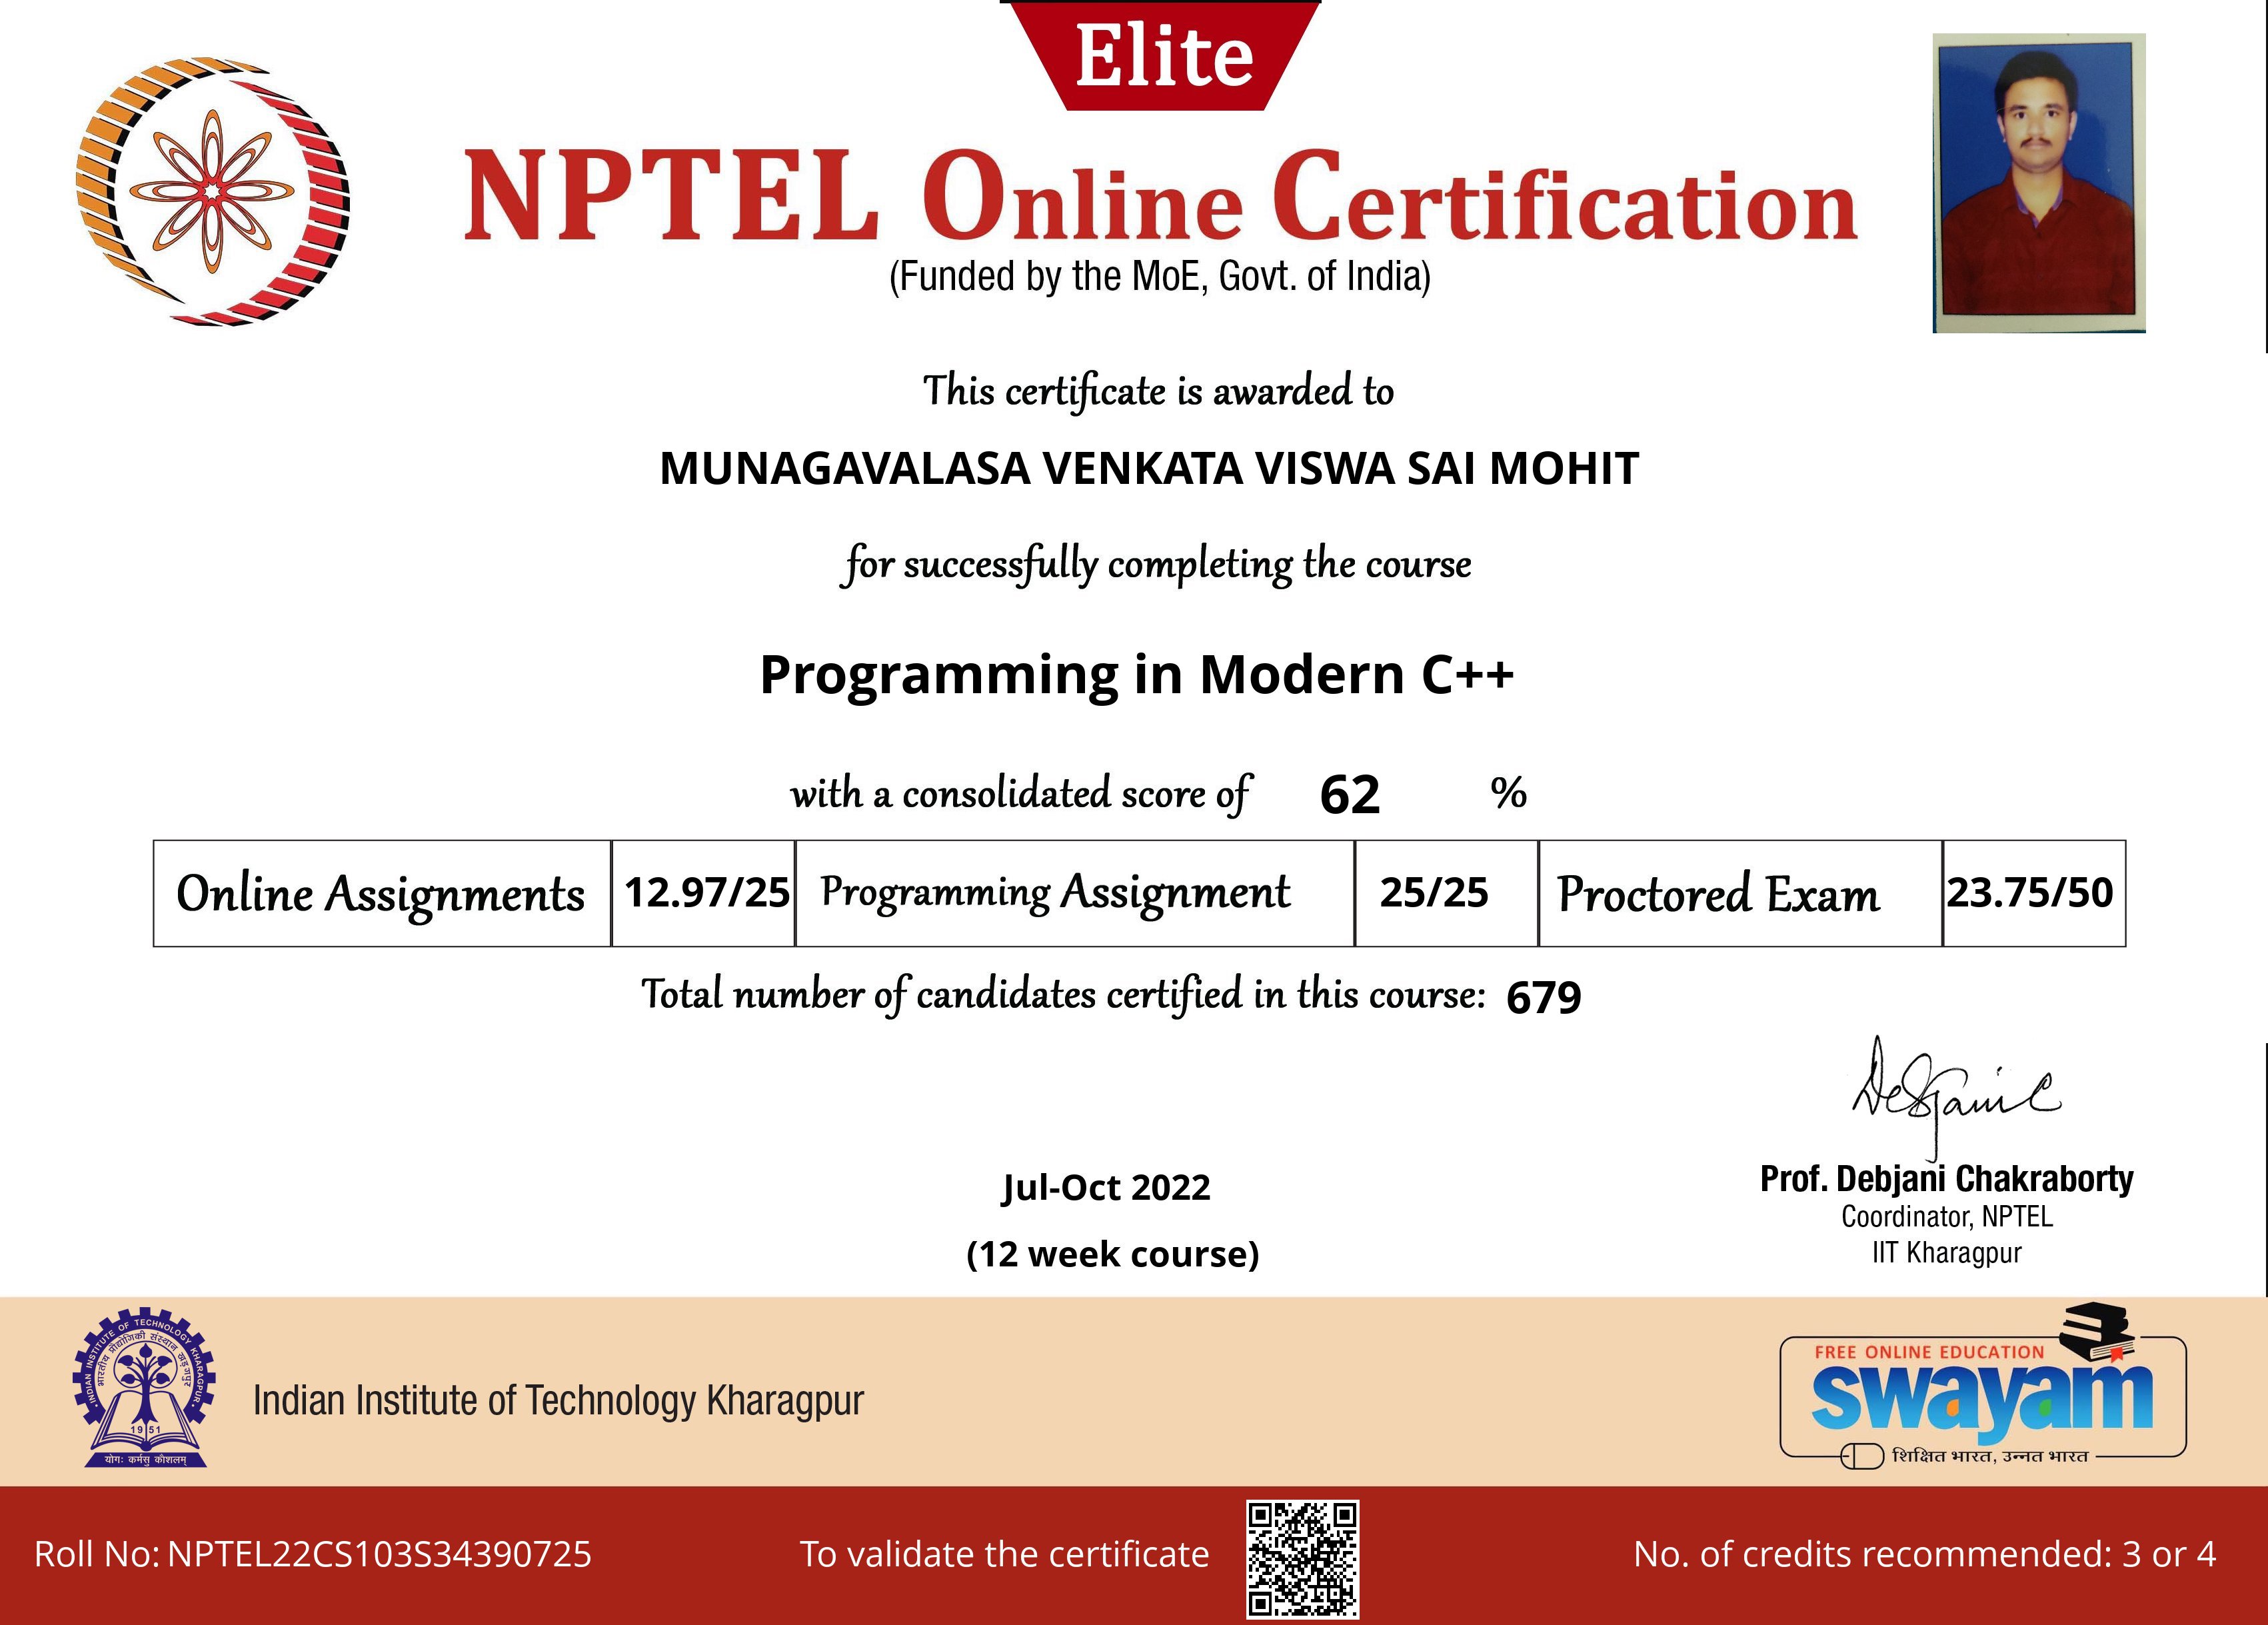 Elite
NPTEL Online Certification
(Funded by the MoE, Govt. of India)
This certificate is awarded to
MUNAGAVALASA VENKATA VISWA SAI MOHIT
for successfully completing the course
Programming in Modern C++
with a consolidated score of 62 %
Online Assignments 12.97/25 Programming Assignment 25/25 Proctored Exam 23.75/50
Total number of candidates certified in this course: 679
Jul-Oct 2022
(12 week course)
Prof. Debjani Chakraborty
Coordinator, NPTEL
IIT Kharagpur
INDIAN INSTITUTE OF TECHNOLOGY KHARAGPUR
भारतीय प्रौद्योगिकी संस्थान खड़गपुर
19 51
योगः कर्मसु कौशलम्
Indian Institute of Technology Kharagpur
FREE ONLINE EDUCATION
swayam
शिक्षित भारत, उन्नत भारत
Roll No: NPTEL22CS103S34390725
To validate the certificate
No. of credits recommended: 3 or 4